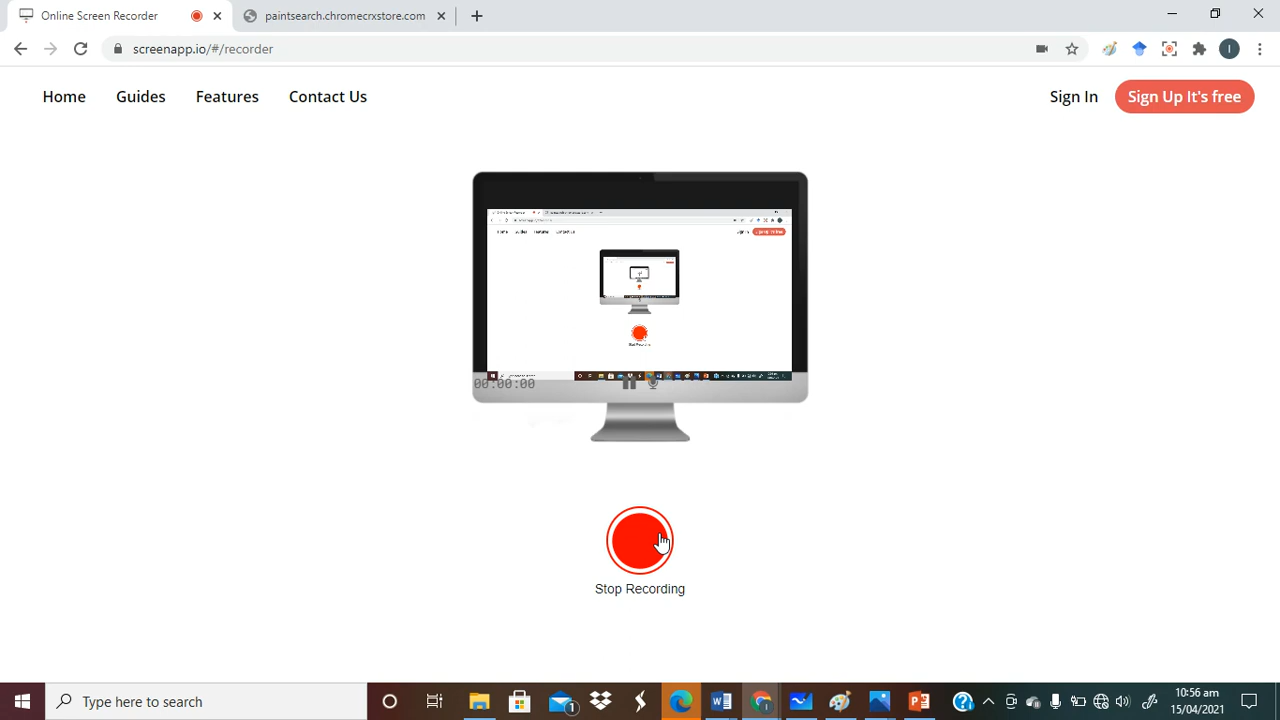 Online Screen Recorder
paintsearch.chromecrxstore.com
screenapp.io/#/recorder
I
Home
Guides
Features
Contact Us
Sign In
Sign Up It's free
00:00:00
Stop Recording
Type here to search
1
10:56 am
15/04/2021